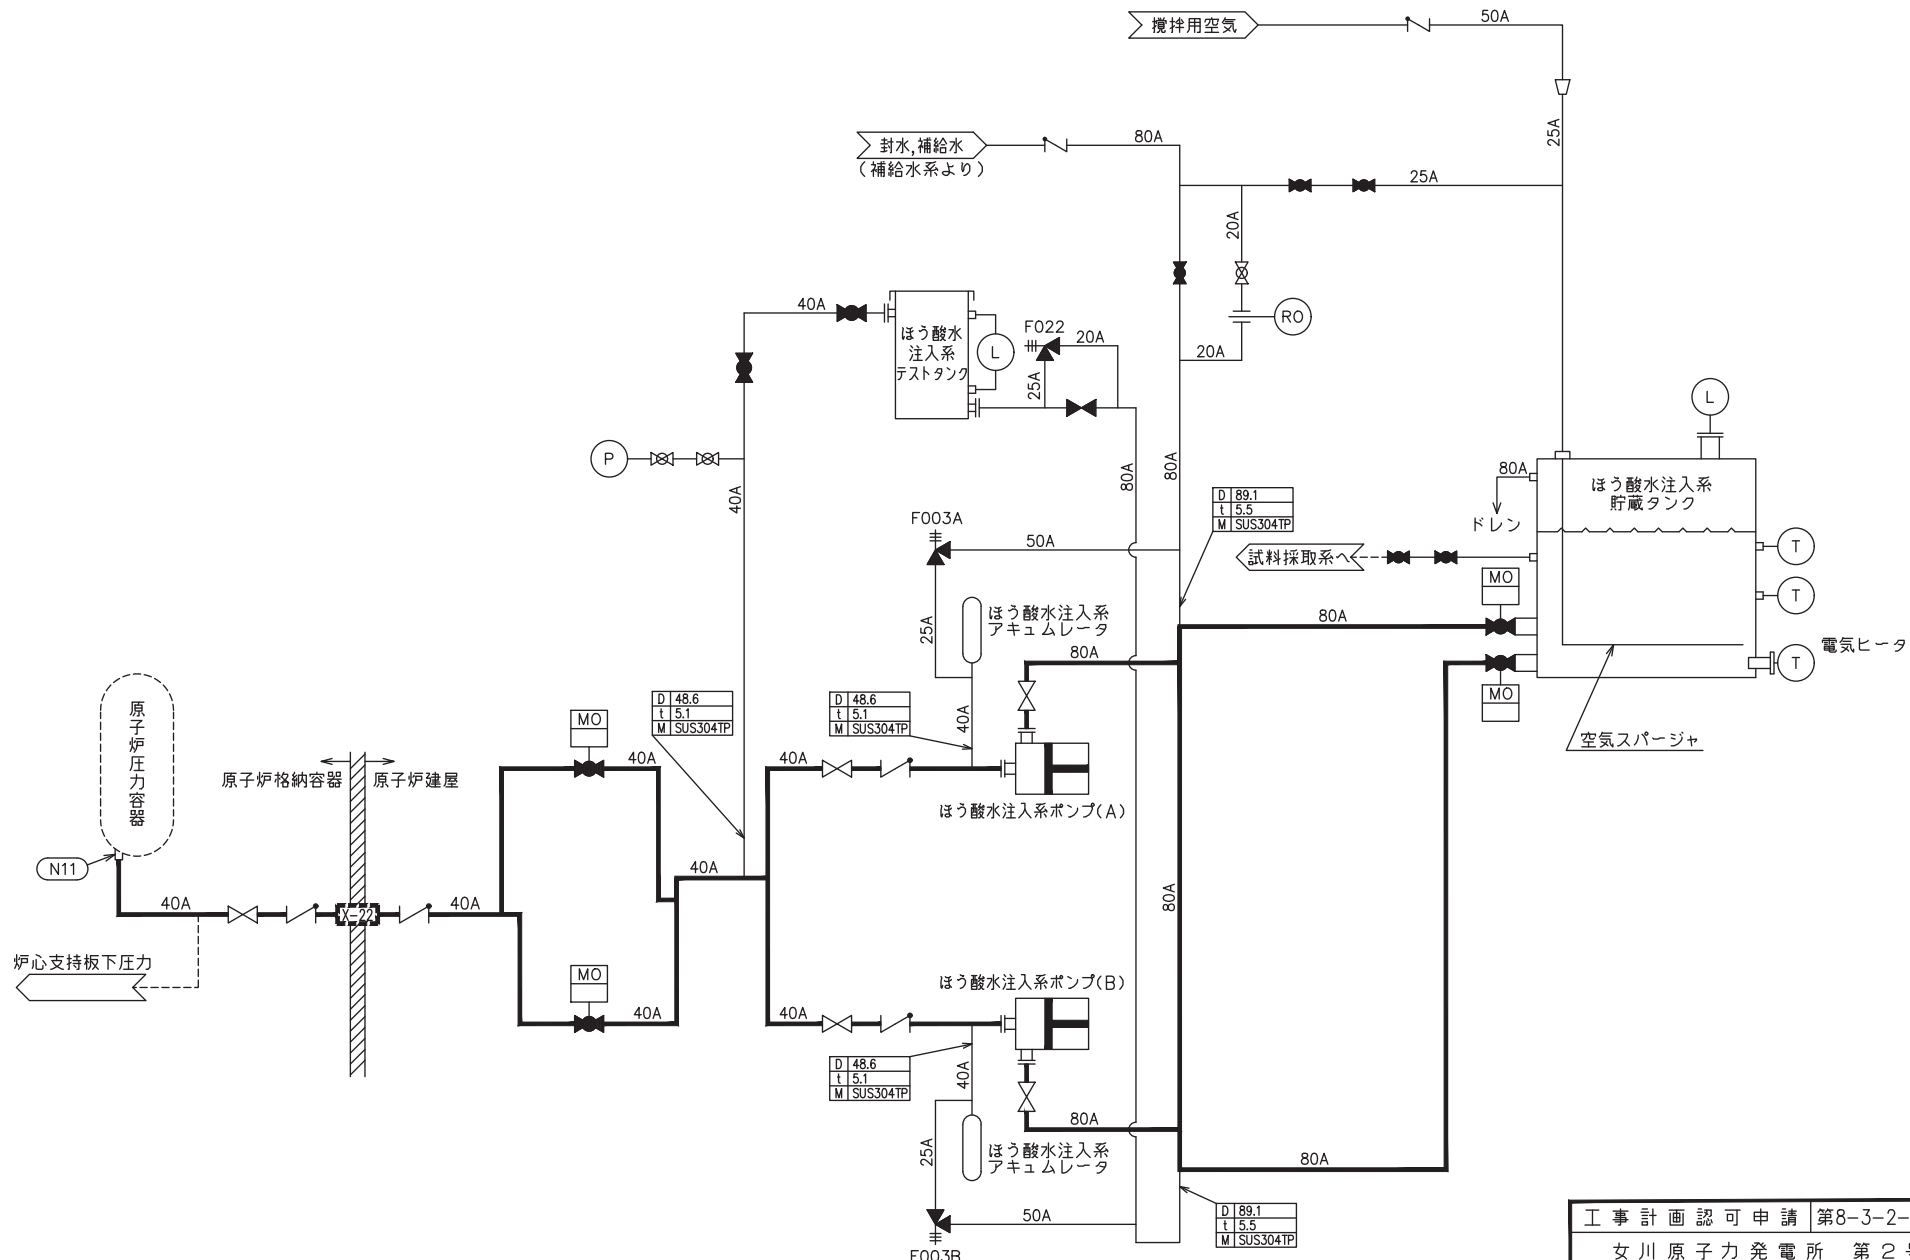 撹拌用空気
50A
25A
封水,補給水
(補給水系より)
80A
25A
20A
RO
20A
40A
ほう酸水
注入系
テストタンク
L
F022
20A
25A
P
40A
80A
80A
L
80A
ドレン
ほう酸水注入系
貯蔵タンク
D 89.1
t 5.5
M SUS304TP
F003A
50A
試料採取系へ
T
MO
T
25A
ほう酸水注入系
アキュムレータ
80A
80A
電気ヒータ
T
MO
空気スパージャ
原子炉圧力容器
D 48.6
t 5.1
M SUS304TP
D 48.6
t 5.1
M SUS304TP
40A
MO
40A
40A
原子炉格納容器
原子炉建屋
ほう酸水注入系ポンプ(A)
N11
40A
40A
X-22
40A
80A
炉心支持板下圧力
MO
40A
40A
ほう酸水注入系ポンプ(B)
D 48.6
t 5.1
M SUS304TP
40A
80A
25A
ほう酸水注入系
アキュムレータ
80A
50A
F003B
D 89.1
t 5.5
M SUS304TP
工事計画認可申請 第8-3-2-
女川原子力発電所 第2号